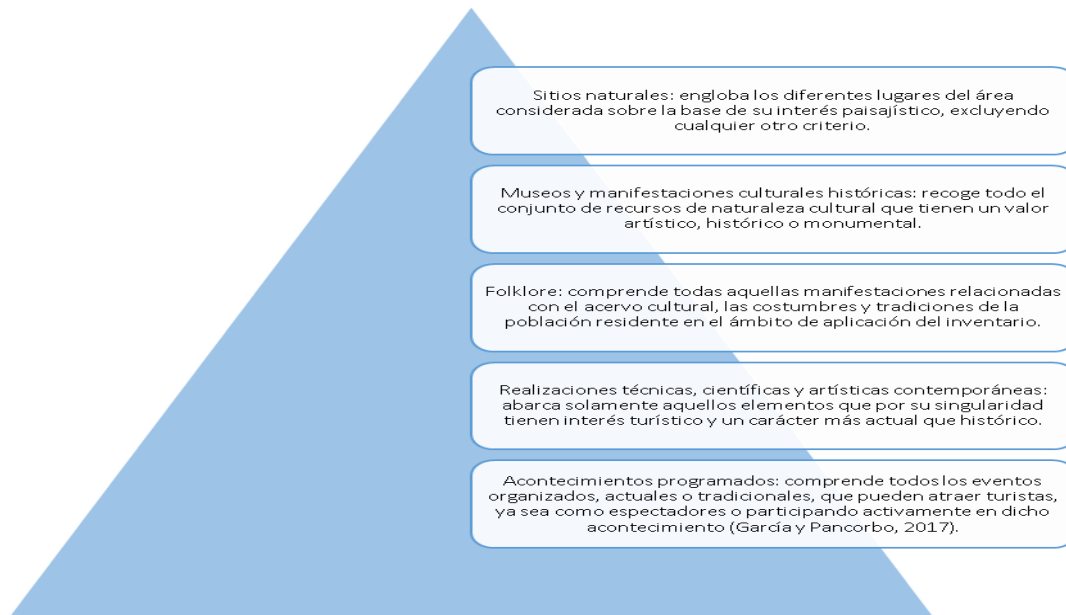 Sitios naturales: engloba los diferentes lugares del área
considerada sobre la base de su interés paisajístico, excluyendo
cualquier otro criterio.
Museos y manifestaciones culturales históricas: recoge todo el
conjunto de recursos de naturaleza cultural que tienen un valor
artístico, histórico o monumental.
Folklore: comprende todas aquellas manifestaciones relacionadas
con el acervo cultural, las costumbres y tradiciones de la
población residente en el ámbito de aplicación del inventario.
Realizaciones técnicas, científicas y artísticas contemporáneas:
abarca solamente aquellos elementos que por su singularidad
tienen interés turístico y un carácter más actual que histórico.
Acontecimientos programados: comprende todos los eventos
organizados, actuales o tradicionales, que pueden atraer turistas,
ya sea como espectadores o participando activamente en dicho
acontecimiento (García y Pancorbo, 2017).